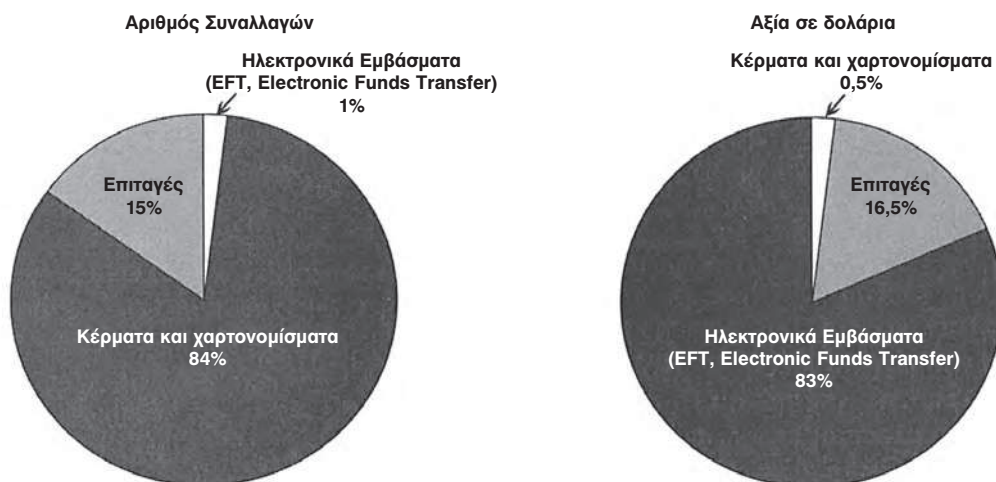 Αριθμός Συναλλαγών
Ηλεκτρονικά Εμβάσματα
(EFT, Electronic Funds Transfer)
1%
Επιταγές
15%
Κέρματα και χαρτονομίσματα
84%
Αξία σε δολάρια
Κέρματα και χαρτονομίσματα
0,5%
Επιταγές
16,5%
Ηλεκτρονικά Εμβάσματα
(EFT, Electronic Funds Transfer)
83%